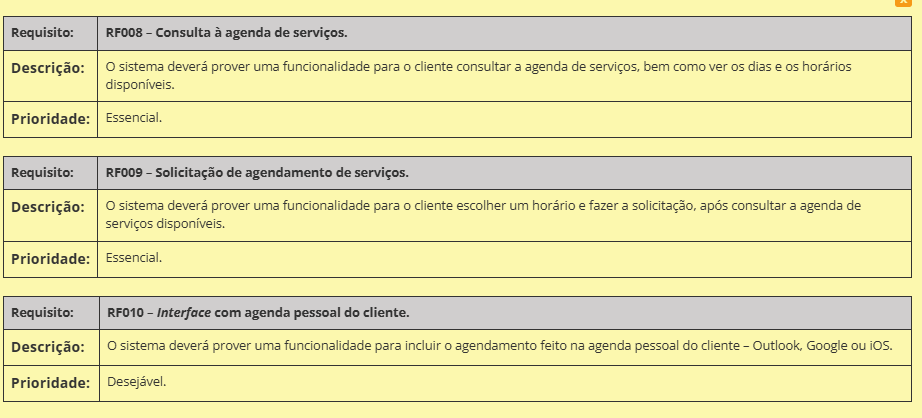 Requisito: RF008 – Consulta à agenda de serviços.
Descrição: O sistema deverá prover uma funcionalidade para o cliente consultar a agenda de serviços, bem como ver os dias e os horários
disponíveis.
Prioridade: Essencial.
Requisito: RF009 – Solicitação de agendamento de serviços.
Descrição: O sistema deverá prover uma funcionalidade para o cliente escolher um horário e fazer a solicitação, após consultar a agenda de
serviços disponíveis.
Prioridade: Essencial.
Requisito: RF010 – Interface com agenda pessoal do cliente.
Descrição: O sistema deverá prover uma funcionalidade para incluir o agendamento feito na agenda pessoal do cliente – Outlook, Google ou iOS.
Prioridade: Desejável.